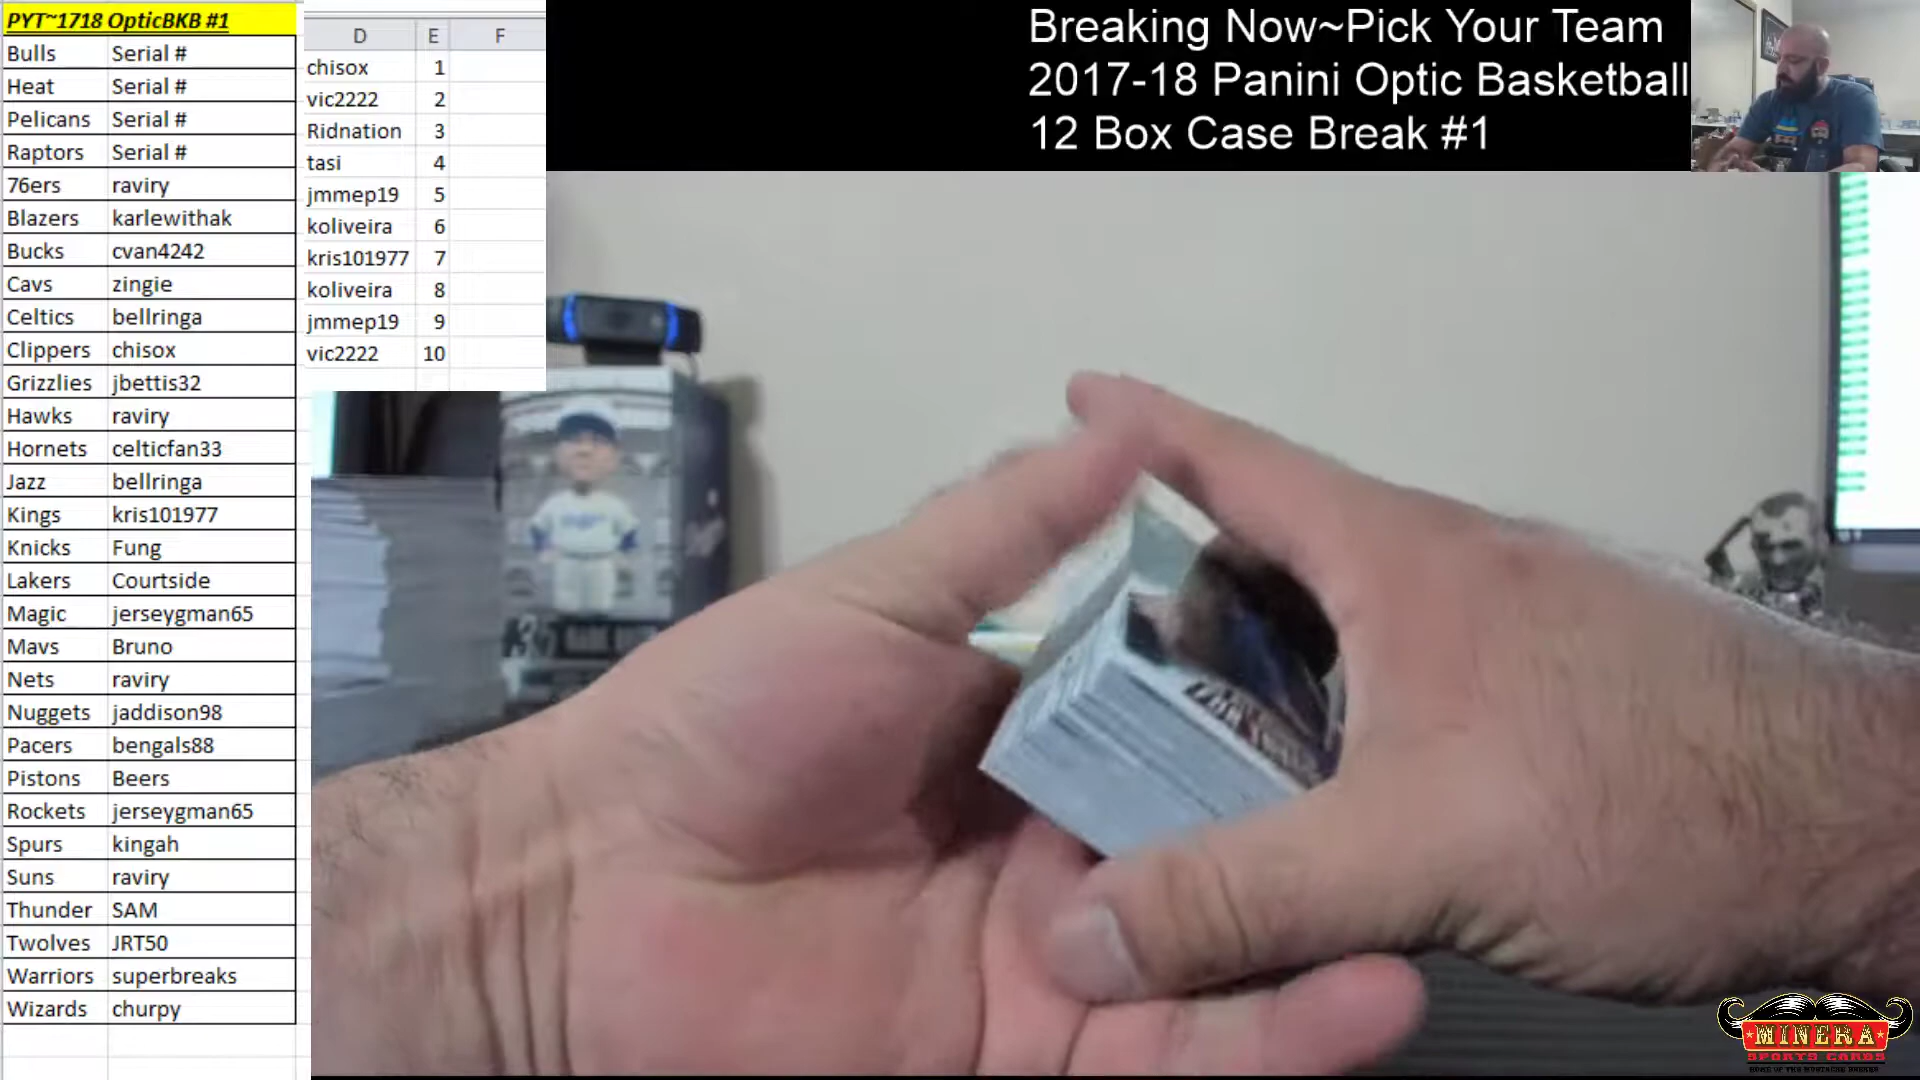 PYT~1718 OpticBKB #1
Bulls Serial #
Heat Serial #
Pelicans Serial #
Raptors Serial #
76ers raviry
Blazers karlewithak
Bucks cvan4242
Cavs zingie
Celtics bellringa
Clippers chisox
Grizzlies jbettis32
Hawks raviry
Hornets celticfan33
Jazz bellringa
Kings kris101977
Knicks Fung
Lakers Courtside
Magic jerseygman65
Mavs Bruno
Nets raviry
Nuggets jaddison98
Pacers bengals88
Pistons Beers
Rockets jerseygman65
Spurs kingah
Suns raviry
Thunder SAM
Twolves JRT50
Warriors superbreaks
Wizards churpy
D E F
chisox 1
vic2222 2
Ridnation 3
tasi 4
jmmep19 5
koliveira 6
kris101977 7
koliveira 8
jmmep19 9
vic2222 10
Breaking Now~Pick Your Team
2017-18 Panini Optic Basketball
12 Box Case Break #1
MINERA
SPORTS CARDS